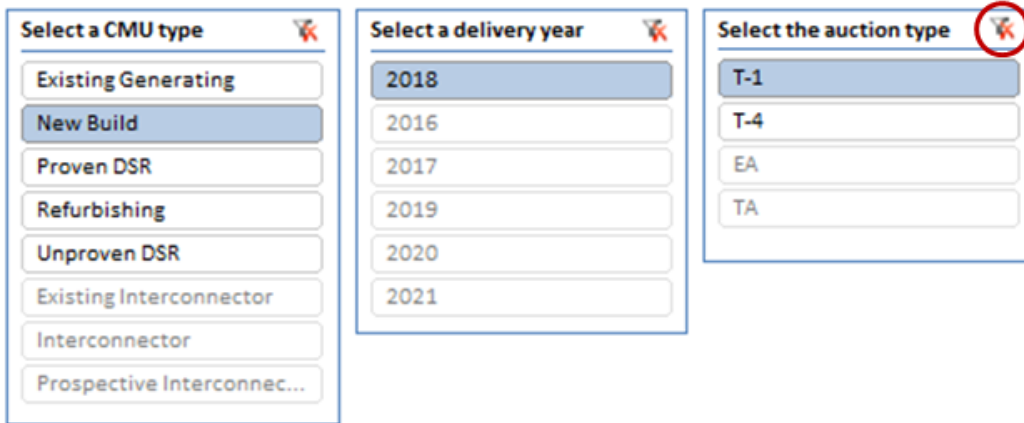 Select a CMU type
Existing Generating
New Build
Proven DSR
Refurbishing
Unproven DSR
Existing Interconnector
Interconnector
Prospective Interconnec...
Select a delivery year
2018
2016
2017
2019
2020
2021
Select the auction type
T-1
T-4
EA
TA